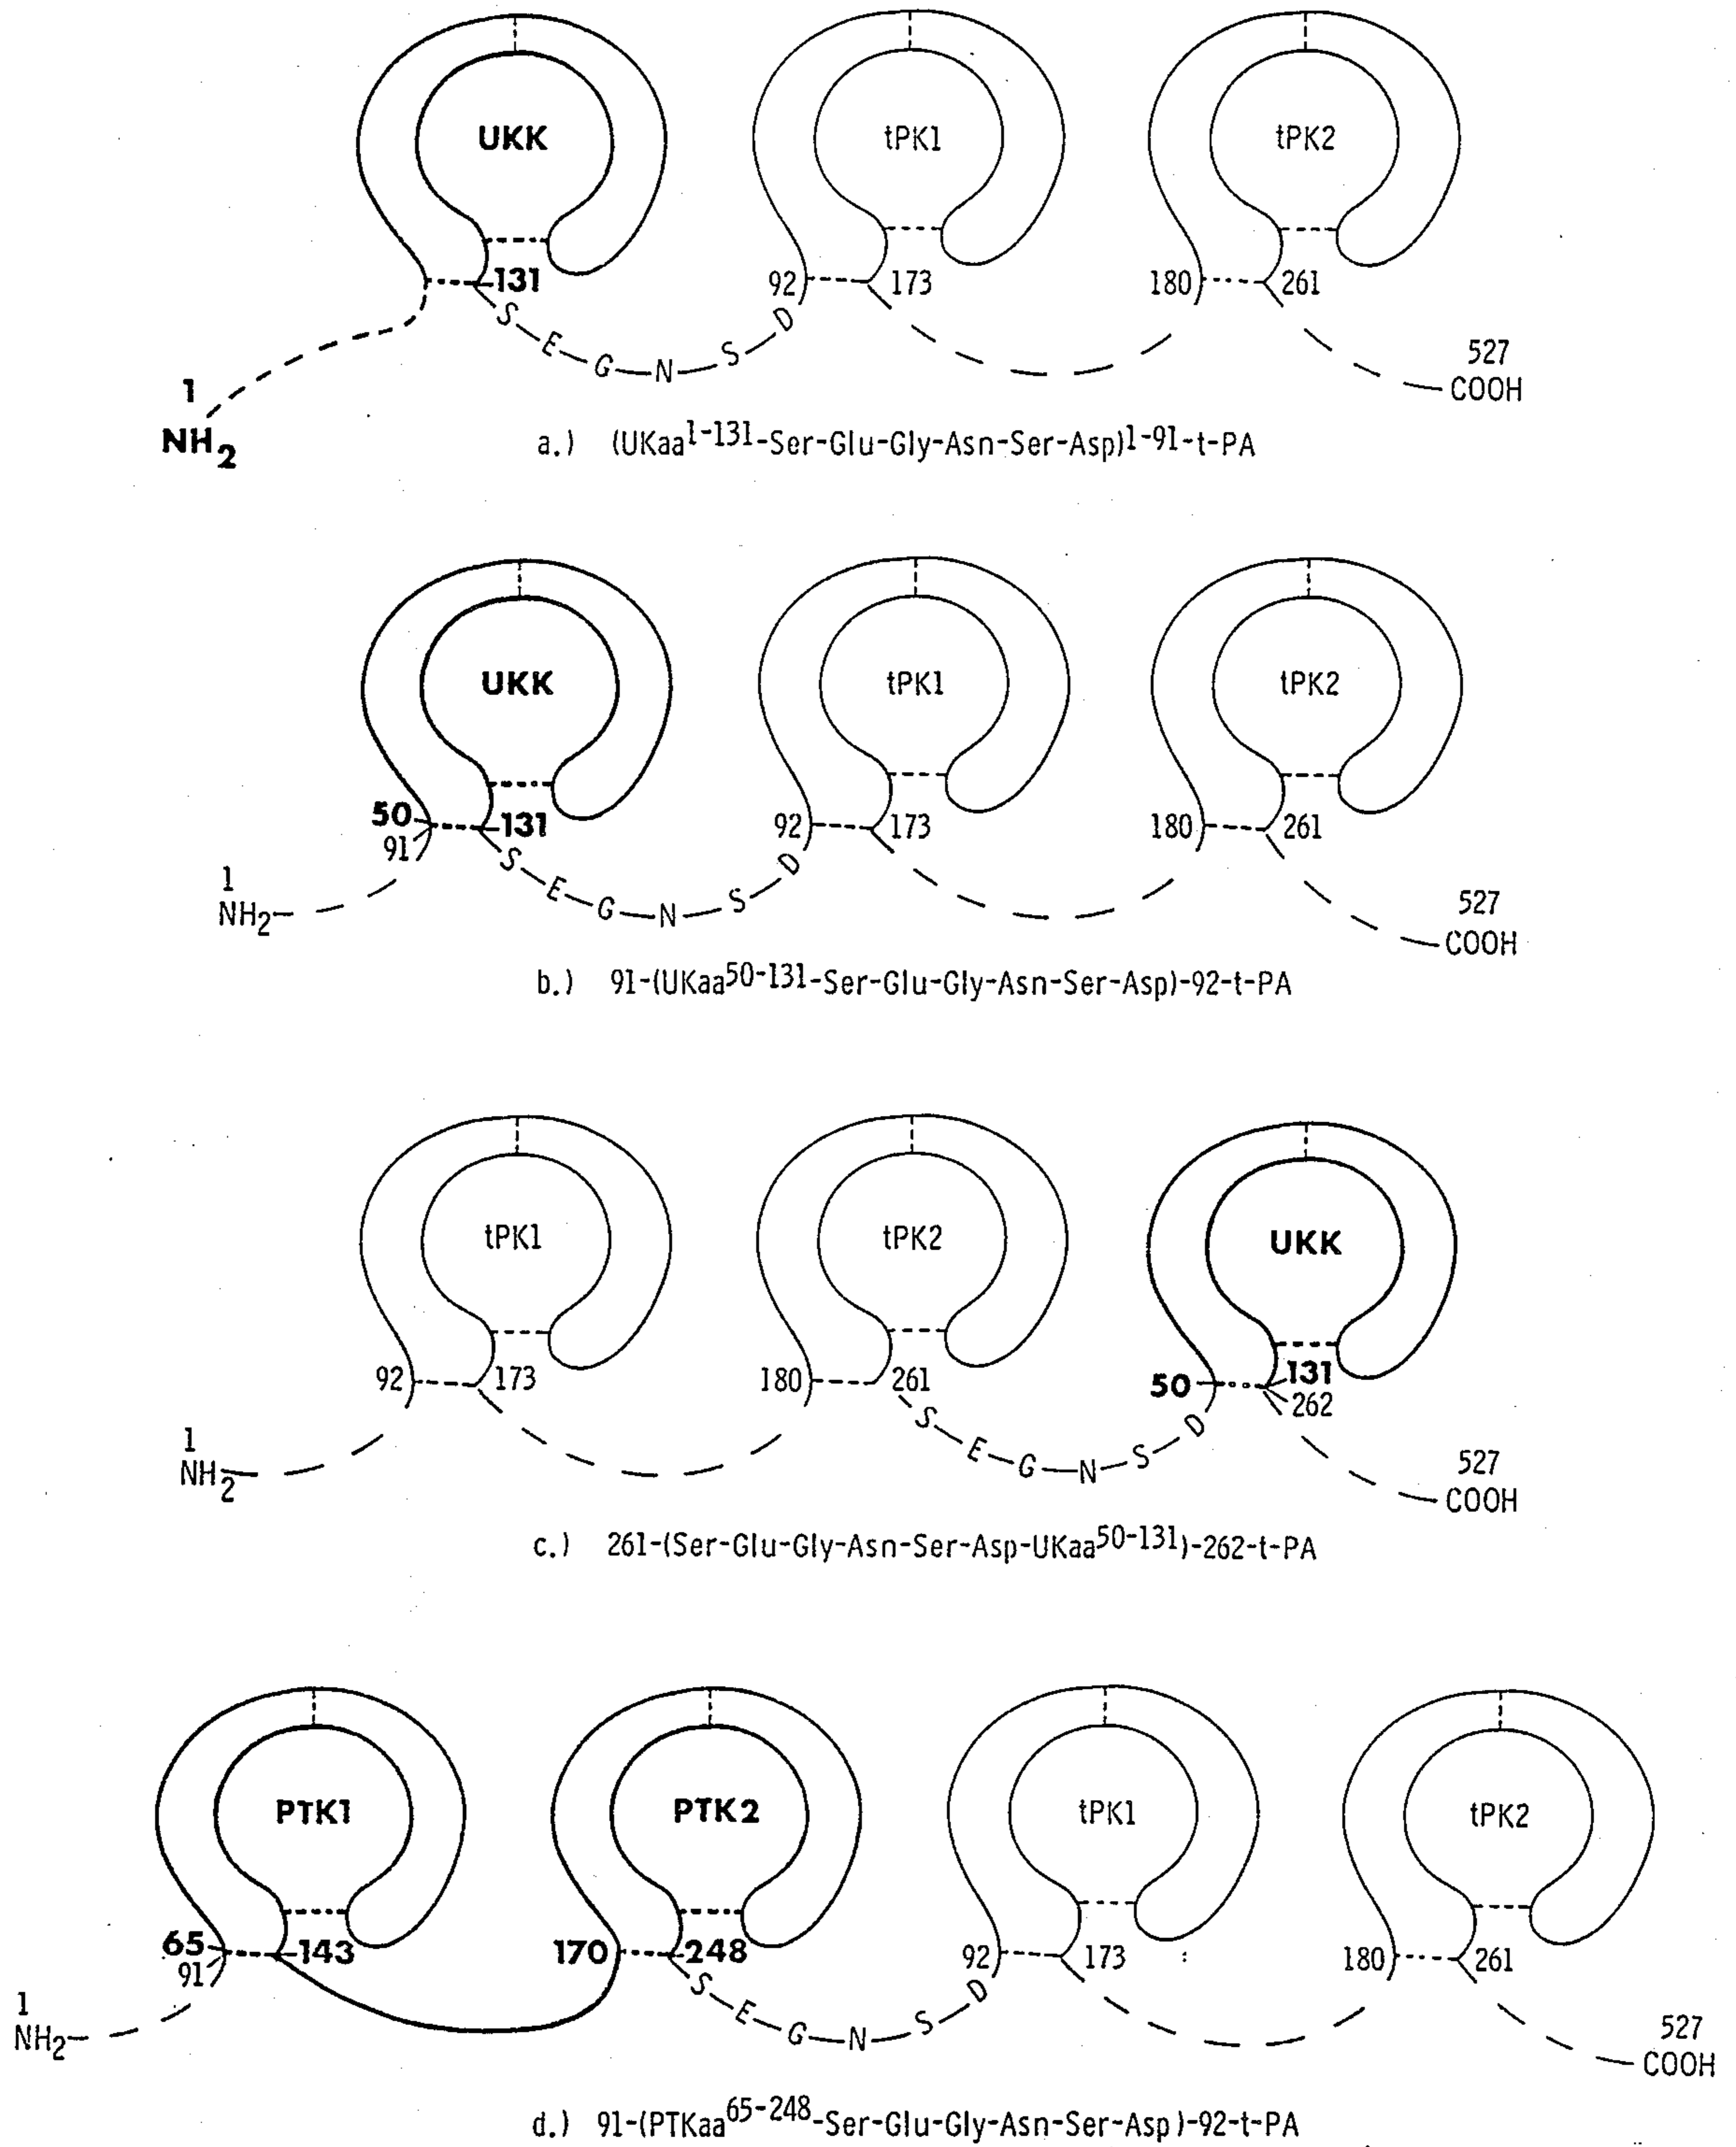 UKK tPK1 tPK2
131 92 173 180 261
S E G N S D
1
NH2
527
COOH
a.) (UKaa1-131-Ser-Glu-Gly-Asn-Ser-Asp)1-91-t-PA
UKK tPK1 tPK2
50 131 92 173 180 261
91
S E G N S D
1
NH2
527
COOH
b.) 91-(UKaa50-131-Ser-Glu-Gly-Asn-Ser-Asp)-92-t-PA
tPK1 tPK2 UKK
92 173 180 261 50 131
262
S E G N S D
1
NH2
527
COOH
c.) 261-(Ser-Glu-Gly-Asn-Ser-Asp-UKaa50-131)-262-t-PA
PTK1 PTK2 tPK1 tPK2
65 143 170 248 92 173 180 261
91
S E G N S D
1
NH2
527
COOH
d.) 91-(PTKaa65-248-Ser-Glu-Gly-Asn-Ser-Asp)-92-t-PA